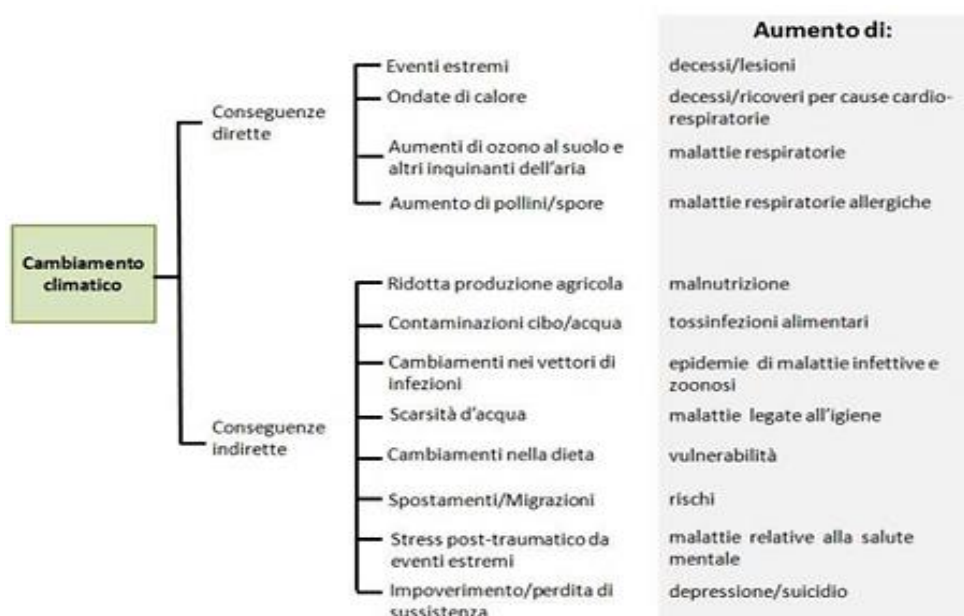 Aumento di:
Eventi estremi
decessi/lesioni
Ondate di calore
decessi/ricoveri per cause cardio-
respiratorie
Conseguenze
dirette
Aumenti di ozono al suolo e
altri inquinanti dell'aria
malattie respiratorie
Aumento di pollini/spore
malattie respiratorie allergiche
Cambiamento
climatico
Ridotta produzione agricola
malnutrizione
Contaminazioni cibo/acqua
tossinfezioni alimentari
Cambiamenti nei vettori di
infezioni
epidemie di malattie infettive e
zoonosi
Scarsità d'acqua
malattie legate all'igiene
Conseguenze
indirette
Cambiamenti nella dieta
vulnerabilità
Spostamenti/Migrazioni
rischi
Stress post-traumatico da
eventi estremi
malattie relative alla salute
mentale
Impoverimento/perdita di
sussistenza
depressione/suicidio